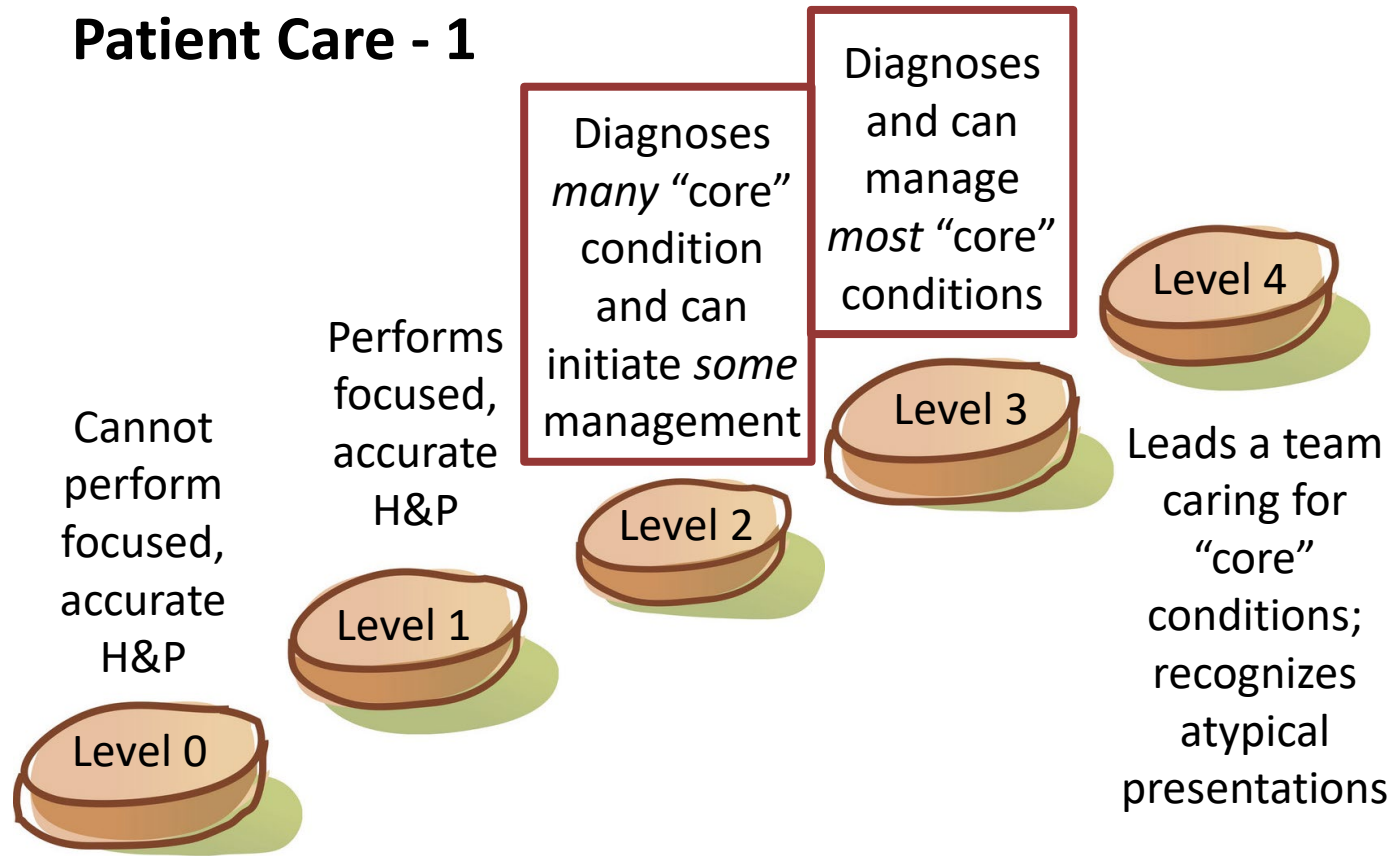 Patient Care - 1
Cannot
perform
focused,
accurate
H&P
Level 0
Performs
focused,
accurate
H&P
Level 1
Diagnoses
many “core”
condition
and can
initiate some
management
Level 2
Diagnoses
and can
manage
most “core”
conditions
Level 3
Level 4
Leads a team
caring for
“core”
conditions;
recognizes
atypical
presentations